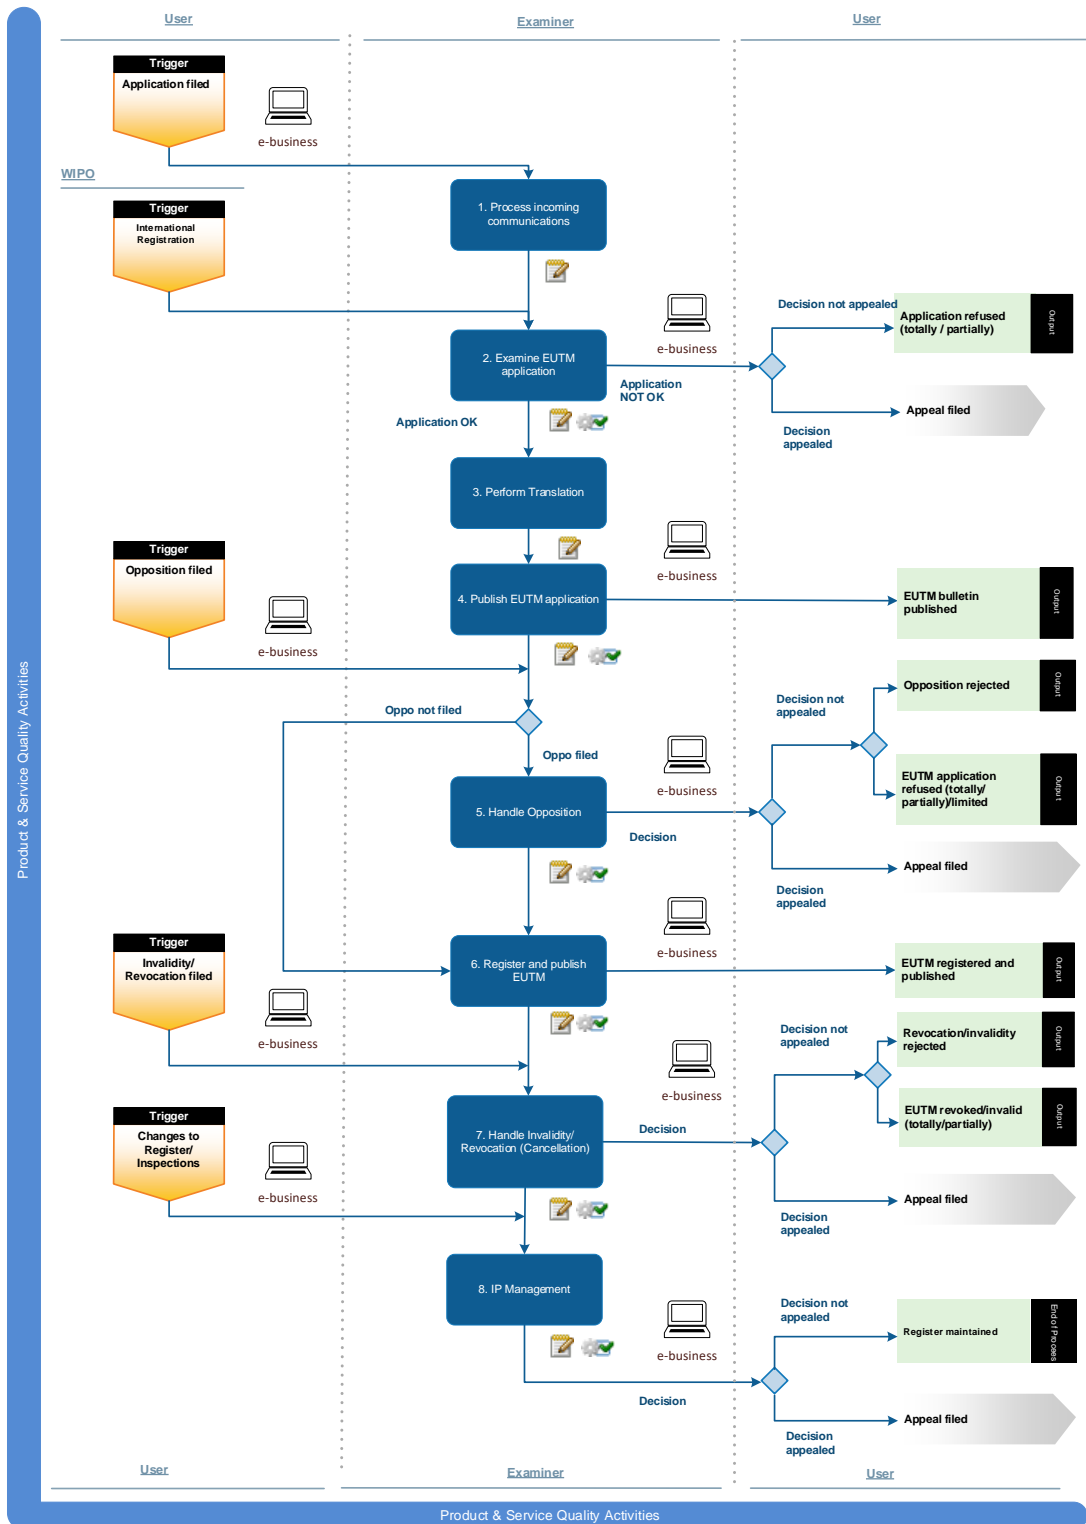 User
Examiner
User
Trigger
Application filed
e-business
WIPO
Trigger
International
Registration
1. Process incoming
communications
e-business
Decision not appealed
Application refused
(totally / partially)
Output
2. Examine EUTM
application
Application
NOT OK
Application OK
Decision
appealed
Appeal filed
3. Perform Translation
e-business
Trigger
Opposition filed
e-business
4. Publish EUTM application
EUTM bulletin
published
Output
Oppo not filed
Oppo filed
e-business
Decision not
appealed
Opposition rejected
Output
EUTM application
refused (totally/
partially)/limited
Output
5. Handle Opposition
Decision
Decision
appealed
Appeal filed
e-business
Trigger
Invalidity/
Revocation filed
e-business
6. Register and publish
EUTM
EUTM registered and
published
Output
e-business
Decision not
appealed
Revocation/invalidity
rejected
Output
EUTM revoked/invalid
(totally/partially)
Output
Trigger
Changes to
Register/
Inspections
e-business
7. Handle Invalidity/
Revocation (Cancellation)
Decision
Decision
appealed
Appeal filed
8. IP Management
e-business
Decision not
appealed
Register maintained
End of Process
Decision
Decision
appealed
Appeal filed
User
Examiner
User
Product & Service Quality Activities
Product & Service Quality Activities